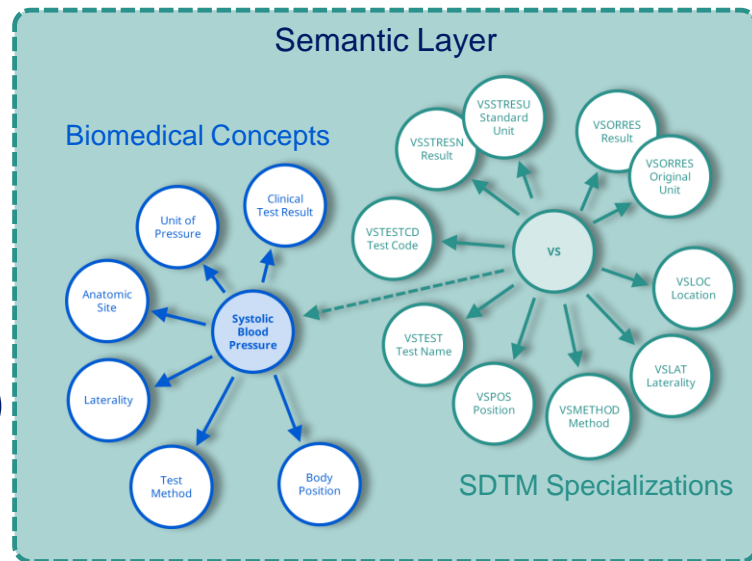 Semantic Layer
Biomedical Concepts
Clinical
Test Result
Unit of
Pressure
Anatomic
Site
Systolic
Blood
Pressure
Laterality
Test
Method
Body
Position
VSSTRESU
Standard
Unit
VSSTRESN
Result
VSORRES
Result
VSORRES
Original
Unit
VSTESTCD
Test Code
VS
VSLOC
Location
VSTEST
Test Name
VSLAT
Laterality
VSPOS
Position
VSMETHOD
Method
SDTM Specializations